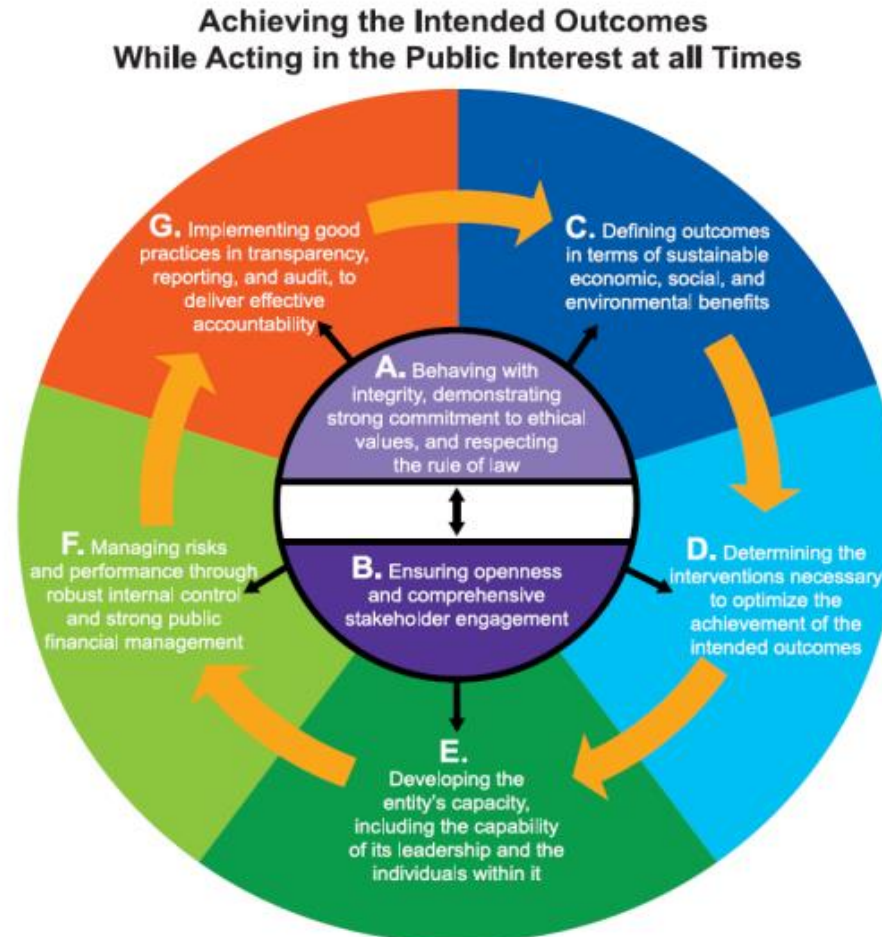 Achieving the Intended Outcomes
While Acting in the Public Interest at all Times
G. Implementing good
practices in transparency,
reporting, and audit, to
deliver effective
accountability
C. Defining outcomes
in terms of sustainable
economic, social, and
environmental benefits
A. Behaving with
integrity, demonstrating
strong commitment to ethical
values, and respecting
the rule of law
B. Ensuring openness
and comprehensive
stakeholder engagement
F. Managing risks
and performance through
robust internal control
and strong public
financial management
D. Determining the
interventions necessary
to optimize the
achievement of the
intended outcomes
E.
Developing the
entity's capacity,
including the capability
of its leadership and the
individuals within it